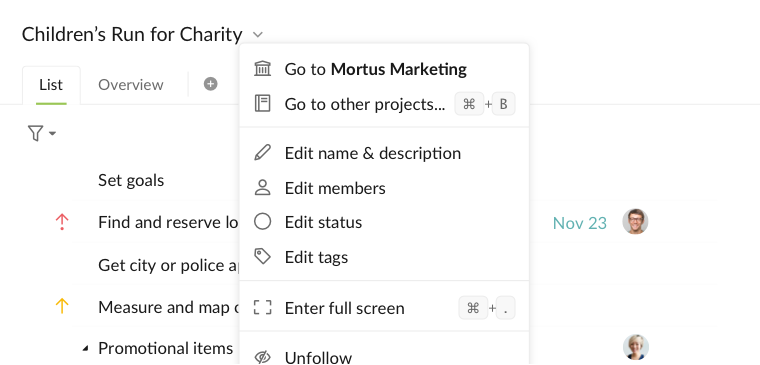 Children's Run for Charity
Go to Mortus Marketing
List Overview
Go to other projects... ⌘ + B
Edit name & description
Set goals
Edit members
Find and reserve lo
Edit status
Nov 23
Get city or police
Edit tags
Measure and map
Enter full screen ⌘ + .
Promotional items
Unfollow